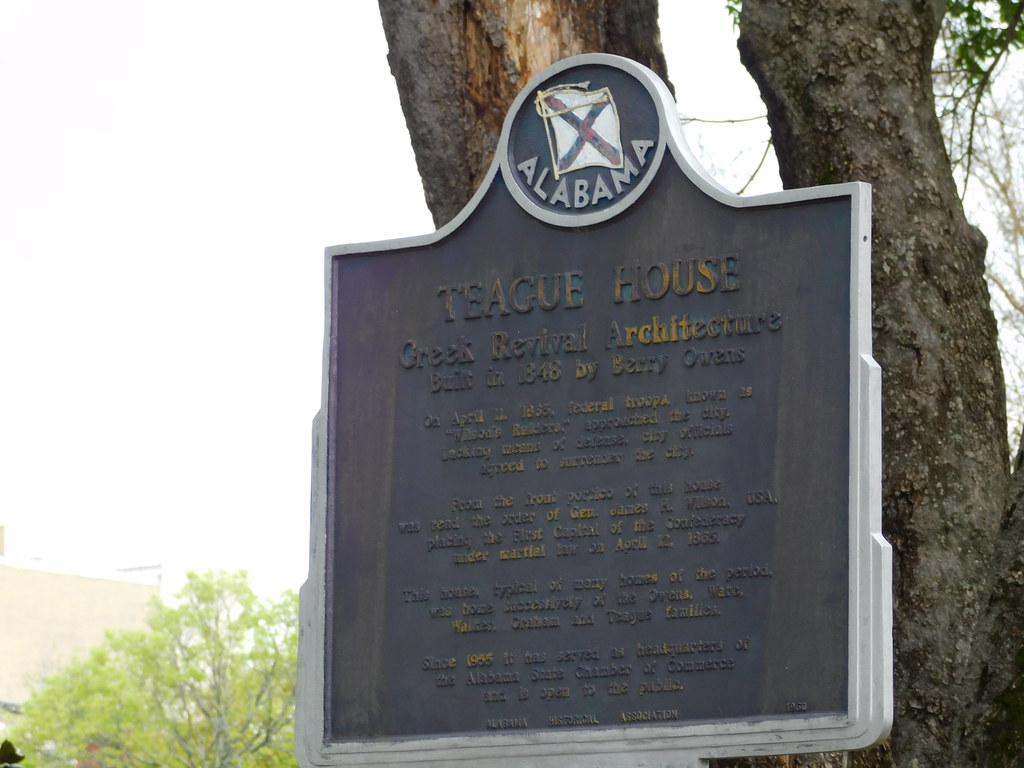 ALABAMA
TEAGUE HOUSE
Greek Revival Architecture
Built in 1848 by Berry Owens
On April 11, 1865, federal troops, known as
"Wilson's Raiders," approached the city.
Lacking means of defense, city officials
agreed to surrender the city.
From the front portico of this house
was read the order of Gen. James H. Wilson, USA,
placing the First Capital of the Confederacy
under martial law on April 12, 1865.
This house, typical of many homes of the period,
was home successively of the Owens, Ware,
Graham and Teague families.
Since 1955 it has served as headquarters of
the Alabama State Chamber of Commerce
and is open to the public.
ALABAMA HISTORICAL ASSOCIATION 1960